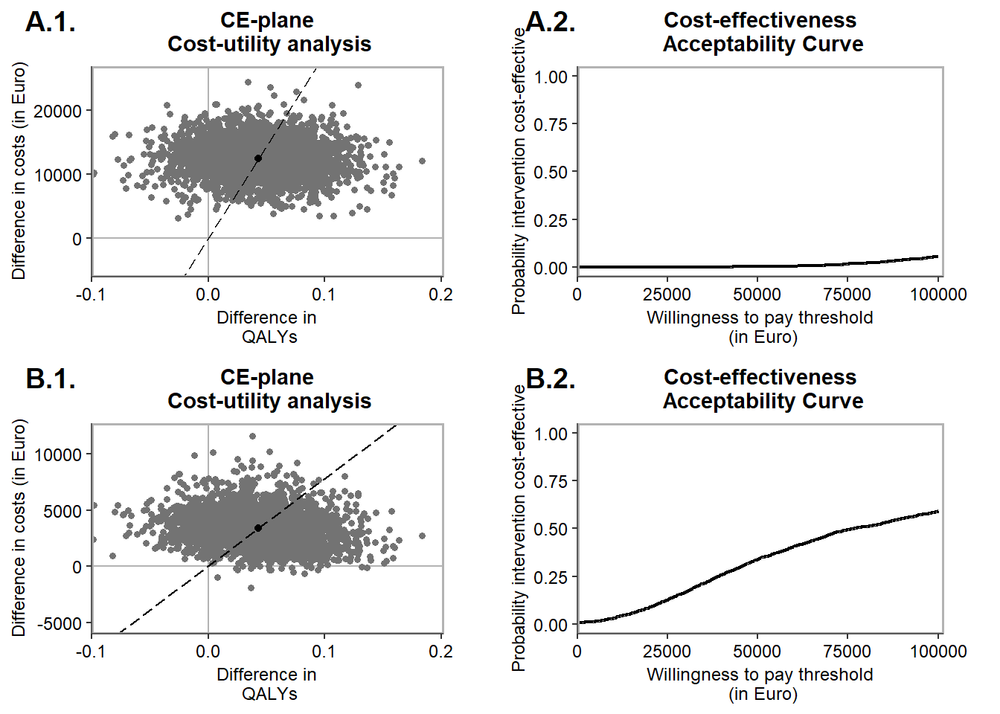 A.1.
CE-plane
Cost-utility analysis
Difference in costs (in Euro)
20000
10000
0
-0.1
0.0
0.1
0.2
Difference in
QALYs
A.2.
Cost-effectiveness
Acceptability Curve
Probability intervention cost-effective
1.00
0.75
0.50
0.25
0.00
0
25000
50000
75000
100000
Willingness to pay threshold
(in Euro)
B.1.
CE-plane
Cost-utility analysis
Difference in costs (in Euro)
10000
5000
0
-5000
-0.1
0.0
0.1
0.2
Difference in
QALYs
B.2.
Cost-effectiveness
Acceptability Curve
Probability intervention cost-effective
1.00
0.75
0.50
0.25
0.00
0
25000
50000
75000
100000
Willingness to pay threshold
(in Euro)